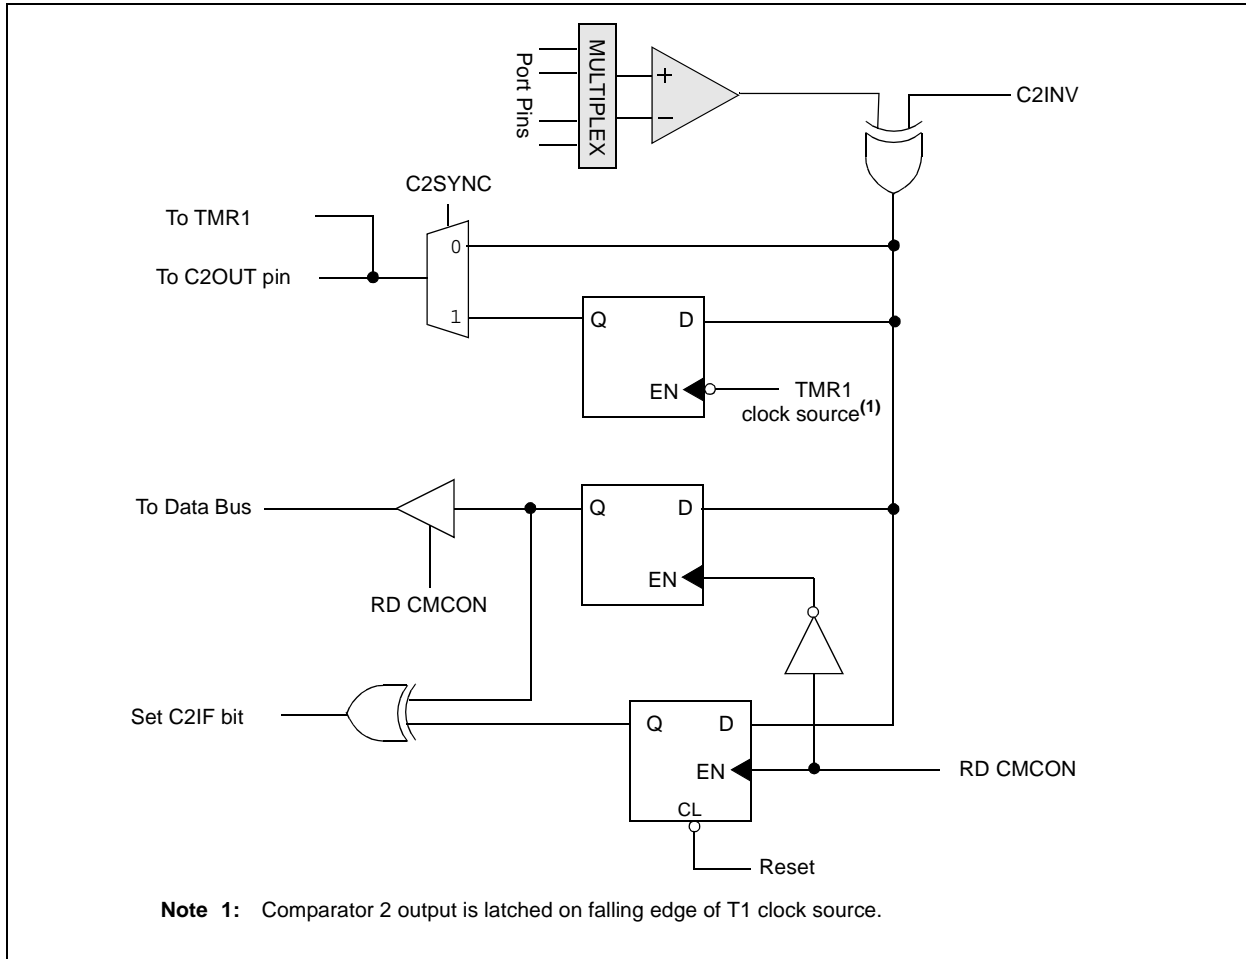 Port Pins
MULTIPLEX
+
−
C2INV
C2SYNC
To TMR1
0
To C2OUT pin
1
Q D
EN
TMR1
clock source(1)
To Data Bus
Q D
EN
RD CMCON
Set C2IF bit
Q D
EN
RD CMCON
CL
Reset
Note 1: Comparator 2 output is latched on falling edge of T1 clock source.